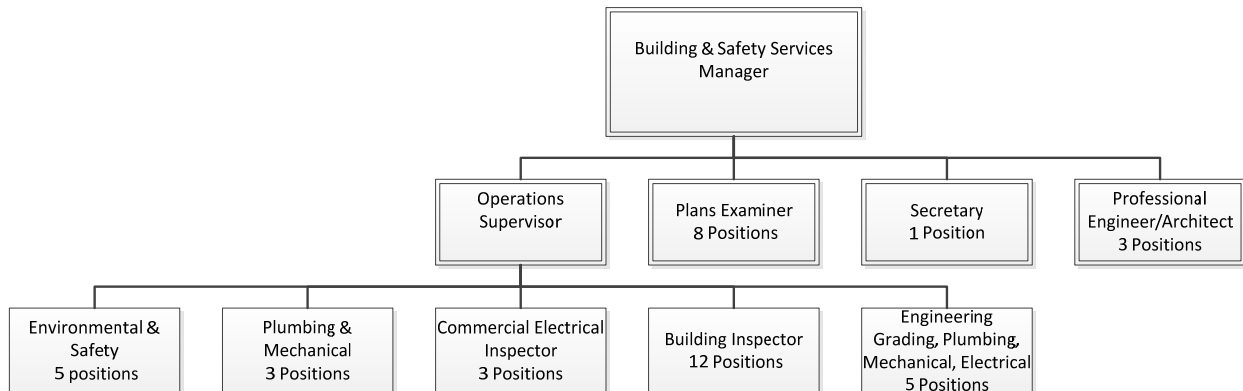 Building & Safety Services
Manager
Operations
Supervisor
Plans Examiner
8 Positions
Secretary
1 Position
Professional
Engineer/Architect
3 Positions
Environmental &
Safety
5 positions
Plumbing &
Mechanical
3 Positions
Commercial Electrical
Inspector
3 Positions
Building Inspector
12 Positions
Engineering
Grading, Plumbing,
Mechanical, Electrical
5 Positions